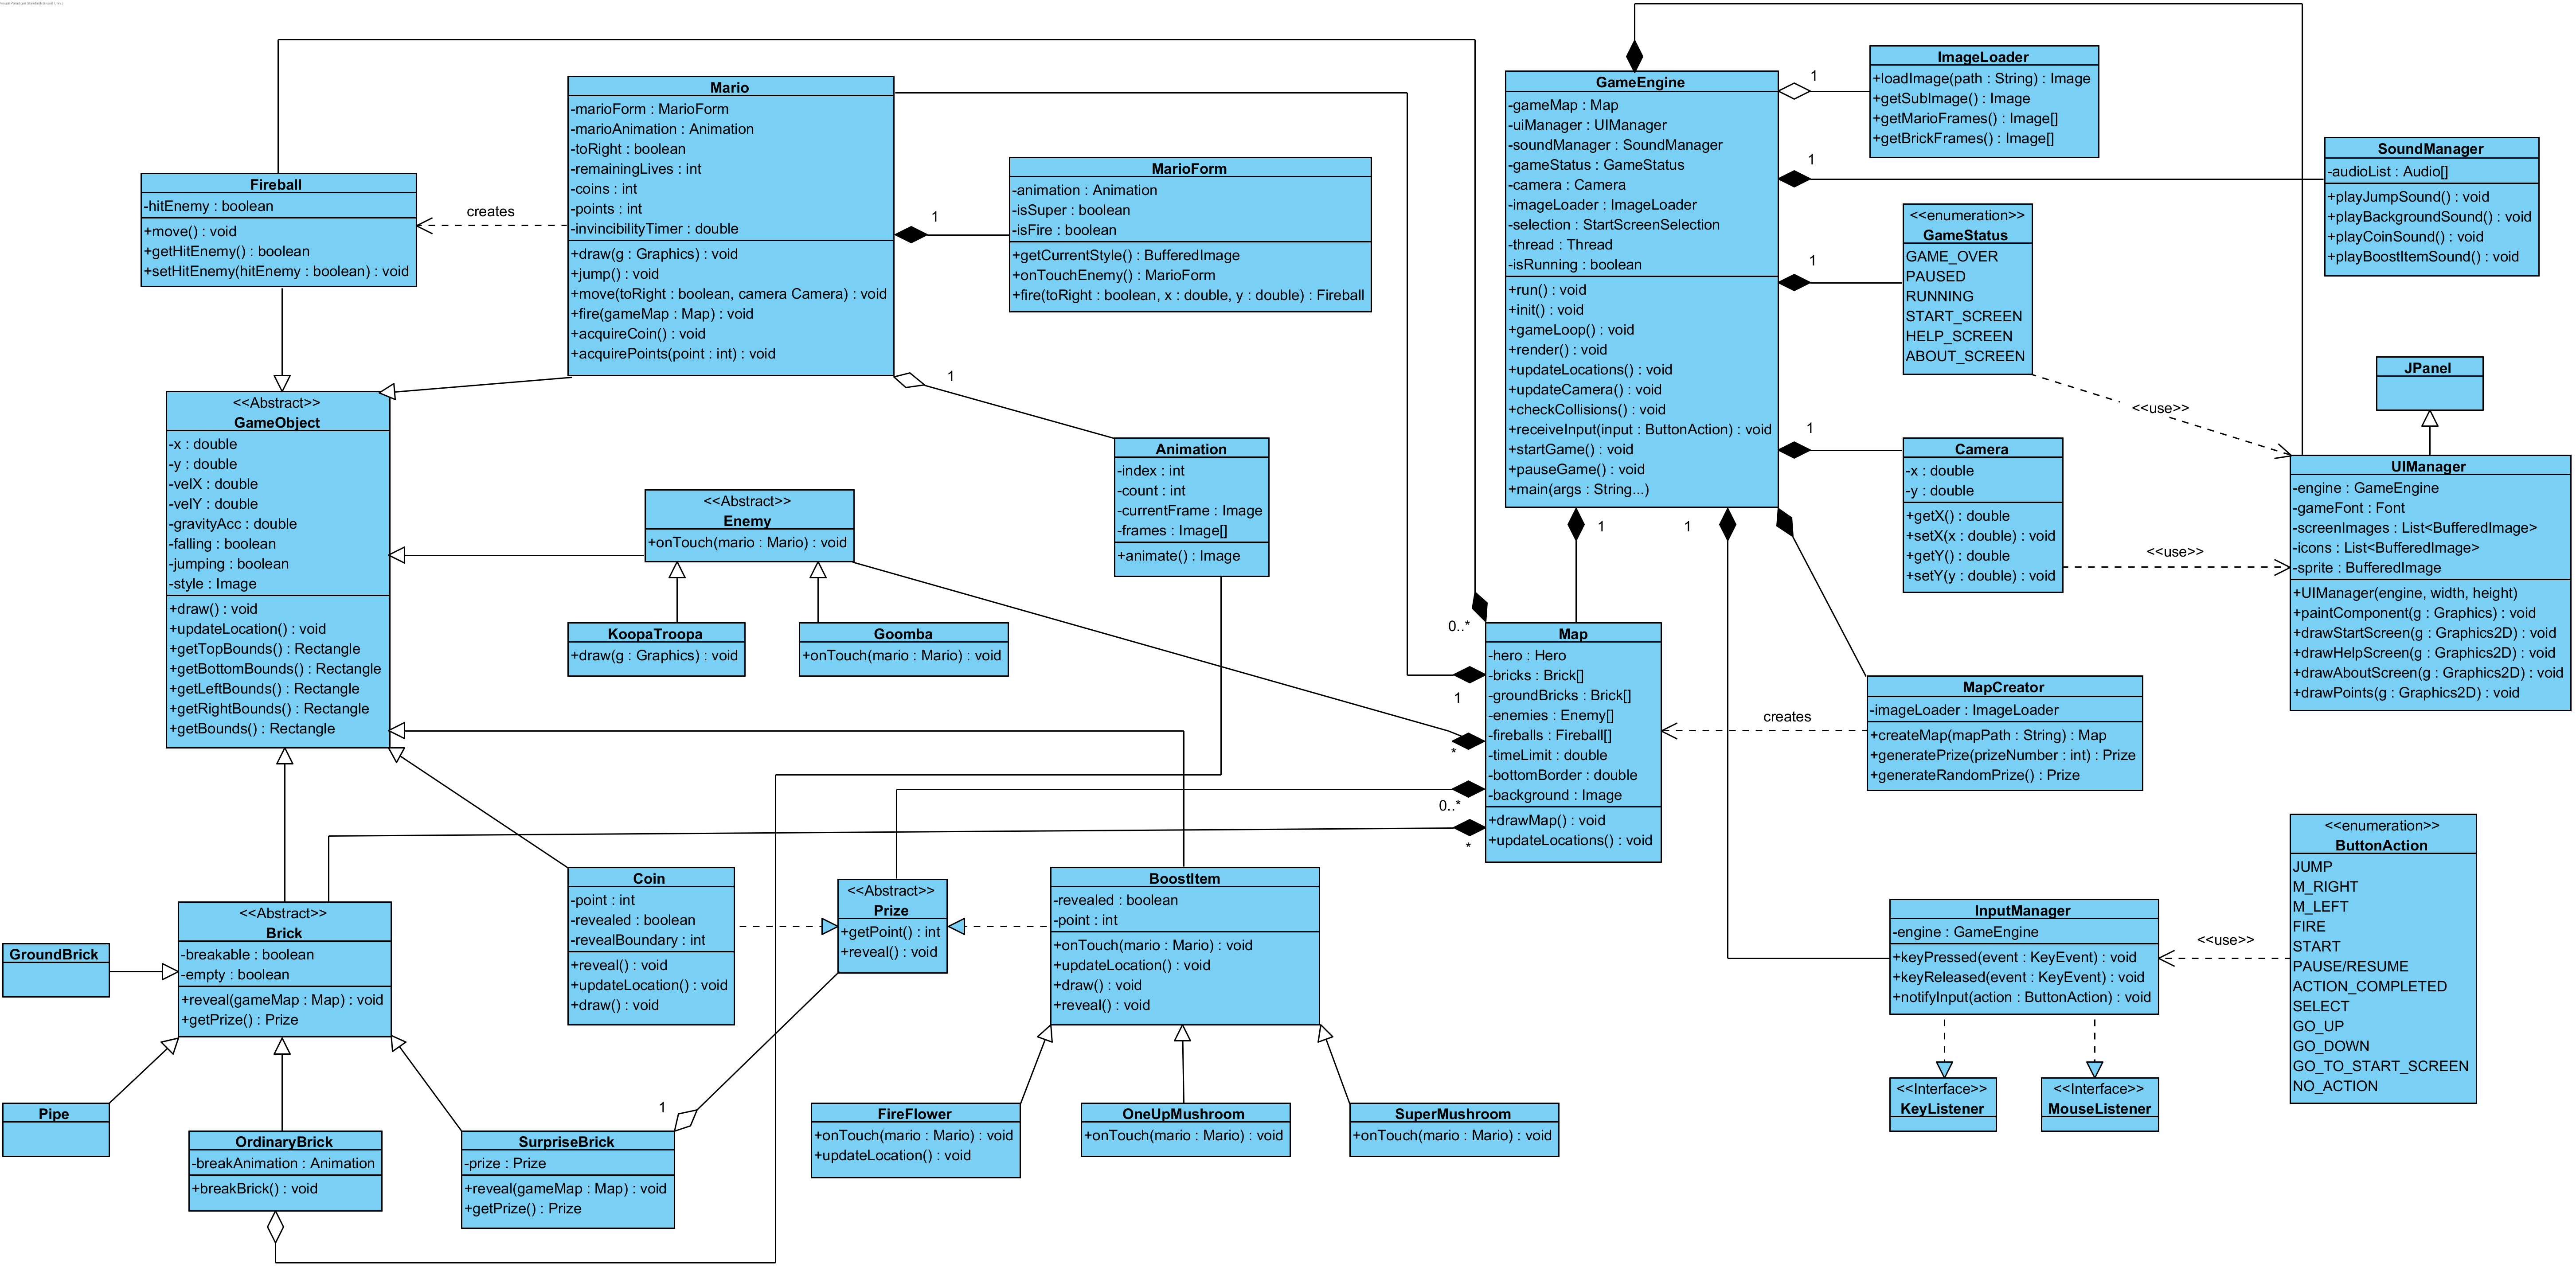 Fireball
-hitEnemy : boolean
+move() : void
+getHitEnemy() : boolean
+setHitEnemy(hitEnemy : boolean) : void
creates
Mario
-marioForm : MarioForm
-marioAnimation : Animation
-toRight : boolean
-remainingLives : int
-coins : int
-points : int
-invincibilityTimer : double
+draw(g : Graphics) : void
+jump() : void
+move(toRight : boolean, camera Camera) : void
+fire(gameMap : Map) : void
+acquireCoin() : void
+acquirePoints(point : int) : void
1
1
MarioForm
-animation : Animation
-isSuper : boolean
-isFire : boolean
+getCurrentStyle() : BufferedImage
+onTouchEnemy() : MarioForm
+fire(toRight : boolean, x : double, y : double) : Fireball
GameEngine
-gameMap : Map
-uiManager : UIManager
-soundManager : SoundManager
-gameStatus : GameStatus
-camera : Camera
-imageLoader : ImageLoader
-selection : StartScreenSelection
-thread : Thread
-isRunning : boolean
+run() : void
+init() : void
+gameLoop() : void
+render() : void
+updateLocations() : void
+updateCamera() : void
+checkCollisions() : void
+receiveInput(input : ButtonAction) : void
+startGame() : void
+pauseGame() : void
+main(args : String...)
1
1
1
1
1
1
ImageLoader
+loadImage(path : String) : Image
+getSubImage() : Image
+getMarioFrames() : Image[]
+getBrickFrames() : Image[]
SoundManager
-audioList : Audio[]
+playJumpSound() : void
+playBackgroundSound() : void
+playCoinSound() : void
+playBoostItemSound() : void
<<enumeration>>
GameStatus
GAME_OVER
PAUSED
RUNNING
START_SCREEN
HELP_SCREEN
ABOUT_SCREEN
<<use>>
JPanel
Camera
-x : double
-y : double
+getX() : double
+setX(x : double) : void
+getY() : double
+setY(y : double) : void
<<use>>
UIManager
-engine : GameEngine
-gameFont : Font
-screenImages : List<BufferedImage>
-icons : List<BufferedImage>
-sprite : BufferedImage
+UIManager(engine, width, height)
+paintComponent(g : Graphics) : void
+drawStartScreen(g : Graphics2D) : void
+drawHelpScreen(g : Graphics2D) : void
+drawAboutScreen(g : Graphics2D) : void
+drawPoints(g : Graphics2D) : void
<<Abstract>>
GameObject
-x : double
-y : double
-velX : double
-velY : double
-gravityAcc : double
-falling : boolean
-jumping : boolean
-style : Image
+draw() : void
+updateLocation() : void
+getTopBounds() : Rectangle
+getBottomBounds() : Rectangle
+getLeftBounds() : Rectangle
+getRightBounds() : Rectangle
+getBounds() : Rectangle
<<Abstract>>
Enemy
+onTouch(mario : Mario) : void
Animation
-index : int
-count : int
-currentFrame : Image
-frames : Image[]
+animate() : Image
KoopaTroopa
+draw(g : Graphics) : void
Goomba
+onTouch(mario : Mario) : void
0..*
1
*
0..*
*
Map
-hero : Hero
-bricks : Brick[]
-groundBricks : Brick[]
-enemies : Enemy[]
-fireballs : Fireball[]
-timeLimit : double
-bottomBorder : double
-background : Image
+drawMap() : void
+updateLocations() : void
creates
MapCreator
-imageLoader : ImageLoader
+createMap(mapPath : String) : Map
+generatePrize(prizeNumber : int) : Prize
+generateRandomPrize() : Prize
<<Abstract>>
Brick
-breakable : boolean
-empty : boolean
+reveal(gameMap : Map) : void
+getPrize() : Prize
GroundBrick
Pipe
OrdinaryBrick
-breakAnimation : Animation
+breakBrick() : void
SurpriseBrick
-prize : Prize
+reveal(gameMap : Map) : void
+getPrize() : Prize
1
Coin
-point : int
-revealed : boolean
-revealBoundary : int
+reveal() : void
+updateLocation() : void
+draw() : void
<<Abstract>>
Prize
+getPoint() : int
+reveal() : void
BoostItem
-revealed : boolean
-point : int
+onTouch(mario : Mario) : void
+updateLocation() : void
+draw() : void
+reveal() : void
FireFlower
+onTouch(mario : Mario) : void
+updateLocation() : void
OneUpMushroom
+onTouch(mario : Mario) : void
SuperMushroom
+onTouch(mario : Mario) : void
InputManager
-engine : GameEngine
+keyPressed(event : KeyEvent) : void
+keyReleased(event : KeyEvent) : void
+notifyInput(action : ButtonAction) : void
<<use>>
<<Interface>>
KeyListener
<<Interface>>
MouseListener
<<enumeration>>
ButtonAction
JUMP
M_RIGHT
M_LEFT
FIRE
START
PAUSE/RESUME
ACTION_COMPLETED
SELECT
GO_UP
GO_DOWN
GO_TO_START_SCREEN
NO_ACTION